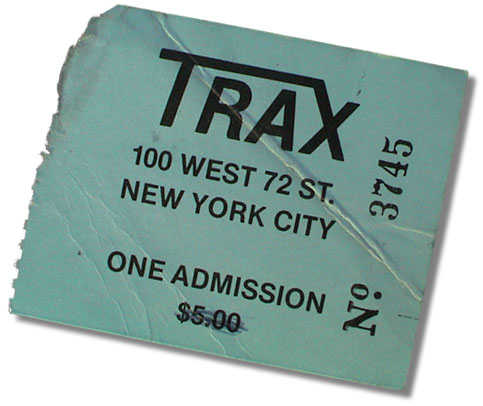 TRAX
100 WEST 72 ST.
NEW YORK CITY
ONE ADMISSION
$5.00
No. 3745